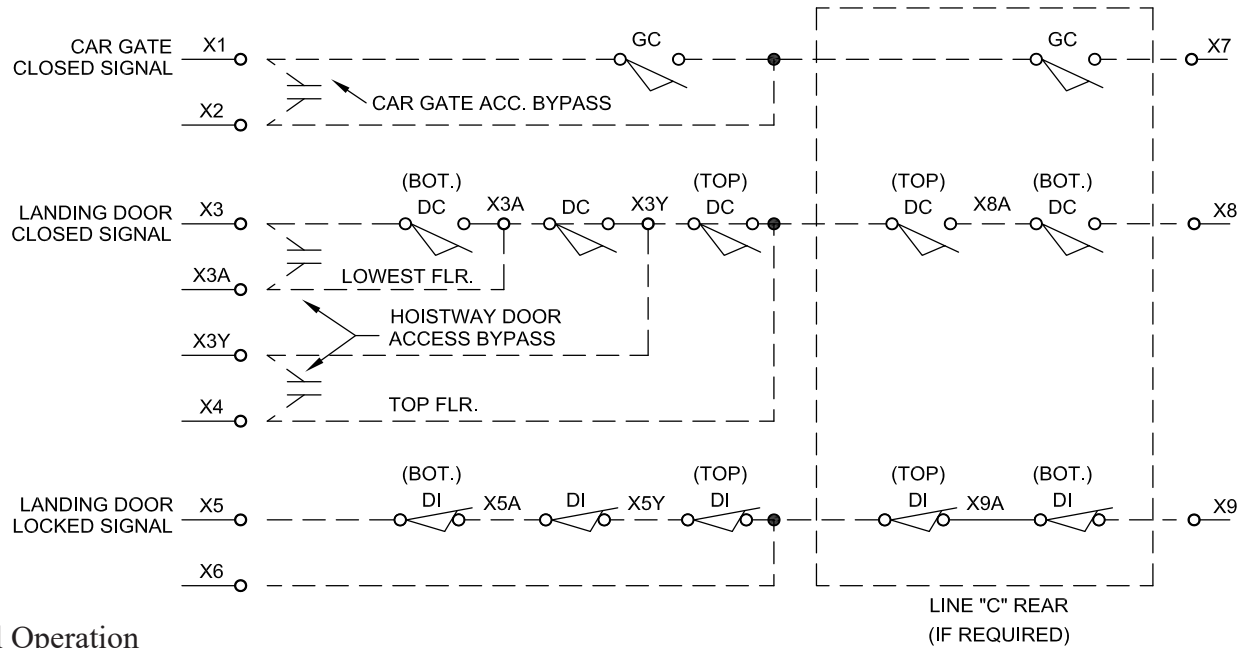 CAR GATE X1 GC GC X7
CLOSED SIGNAL
CAR GATE ACC. BYPASS
X2
(BOT.) (TOP) (TOP) (BOT.)
LANDING DOOR X3 DC X3A DC X3Y DC DC X8A DC X8
CLOSED SIGNAL
X3A LOWEST FLR.
HOISTWAY DOOR
X3Y ACCESS BYPASS
X4 TOP FLR.
(BOT.) (TOP) (TOP) (BOT.)
LANDING DOOR X5 DI X5A DI X5Y DI DI X9A DI X9
LOCKED SIGNAL
X6
LINE "C" REAR
(IF REQUIRED)
l Operation